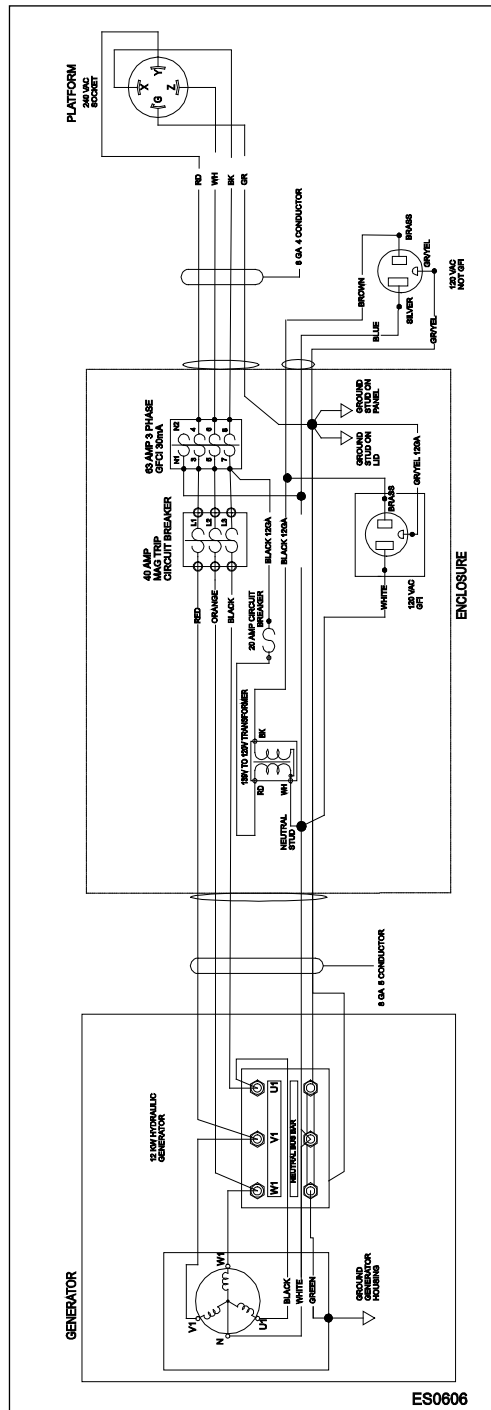 PLATFORM
240 VAC
SOCKET
X
Y
Z
G
RD
WH
BK
GR
8 GA 4 CONDUCTOR
BROWN
BRASS
BLUE
SILVER
GR/YEL
GR/YEL
120 VAC
NOT GFI
63 AMP 3 PHASE
GFCI 30mA
N1
N2
3
4
5
6
7
8
40 AMP
MAG TRIP
CIRCUIT BREAKER
L1
L2
L3
RED
ORANGE
BLACK
BLACK 12GA
BLACK 12GA
20 AMP CIRCUIT
BREAKER
GROUND
STUD ON
PANEL
GROUND
STUD ON
LID
GR/YEL 12GA
BRASS
WHITE
120 VAC
GFI
ENCLOSURE
139V TO 120V TRANSFORMER
BK
RD
WH
NEUTRAL
STUD
8 GA 5 CONDUCTOR
GENERATOR
12 KGW HYDRAULIC
GENERATOR
U1
V1
W1
NEUTRAL BUS BAR
W1
V1
U1
N
BLACK
WHITE
GREEN
GROUND
GENERATOR
HOUSING
ES0606